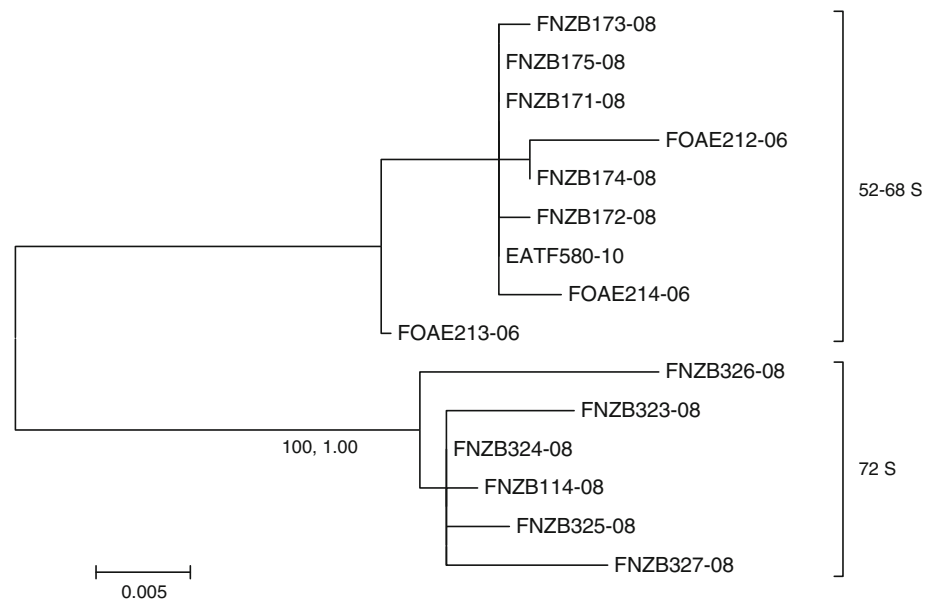 FNZB173-08
FNZB175-08
FNZB171-08
FOAE212-06
FNZB174-08
52-68 S
FNZB172-08
EATF580-10
FOAE214-06
FOAE213-06
FNZB326-08
FNZB323-08
100, 1.00
FNZB324-08
72 S
FNZB114-08
FNZB325-08
FNZB327-08
0.005